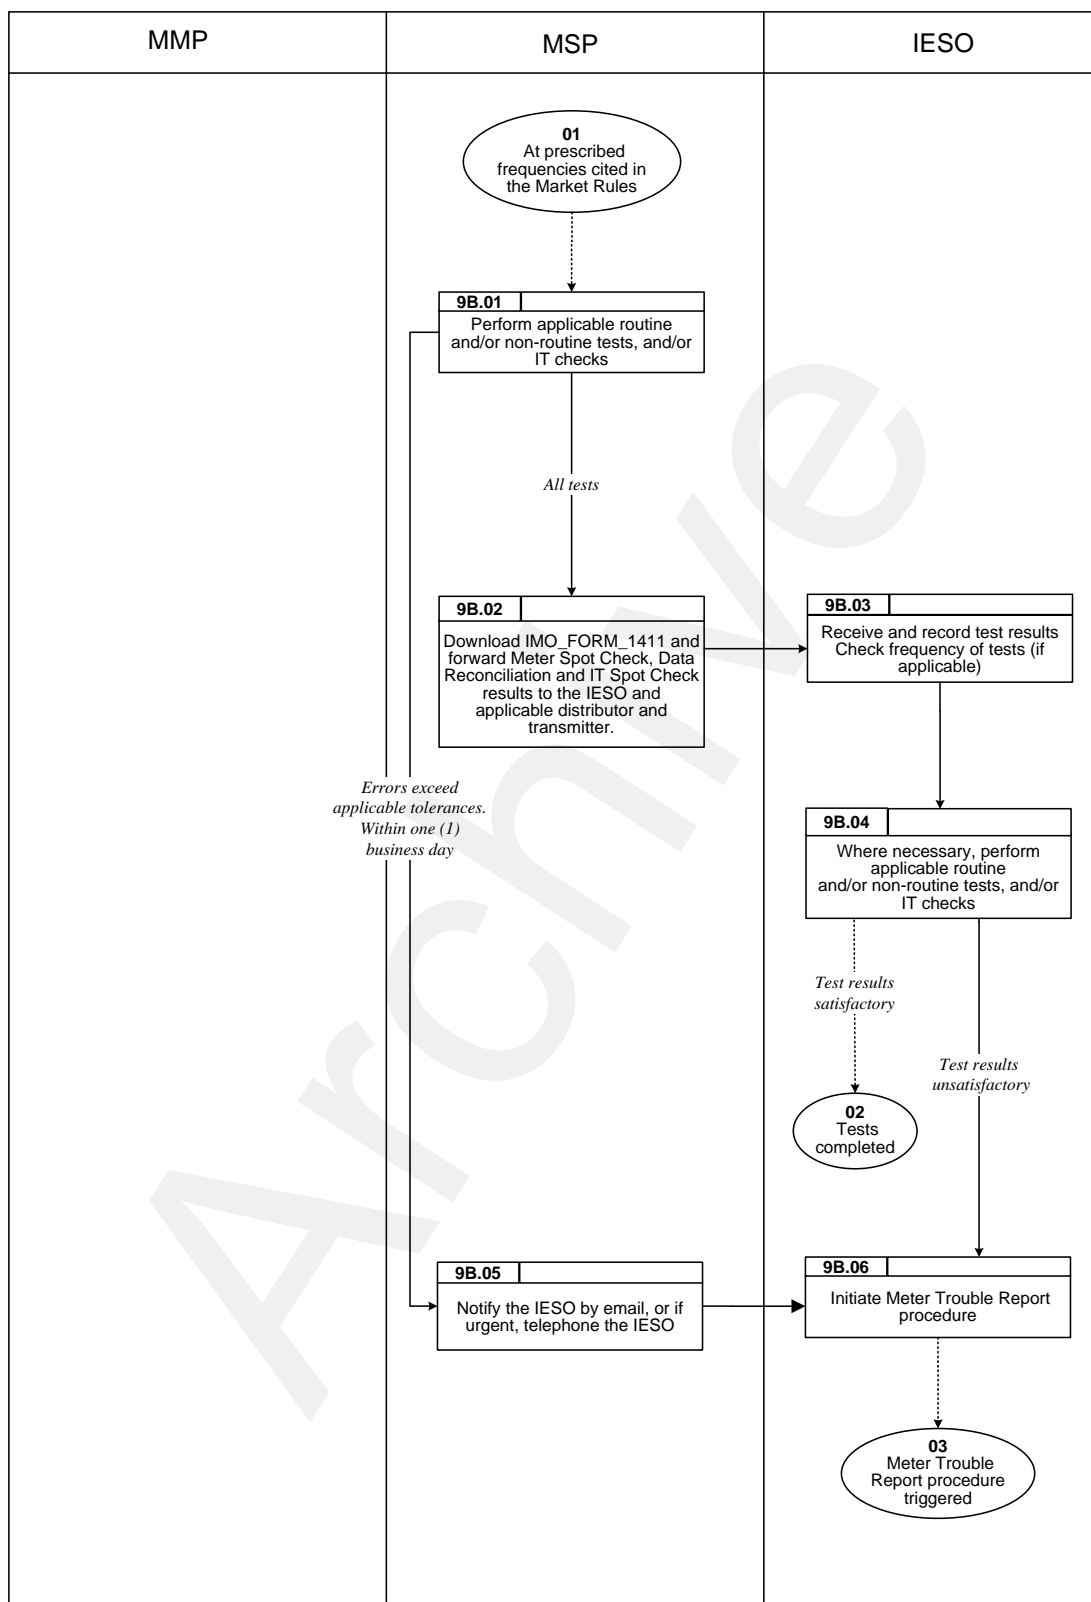 MMP
MSP
IESO
01
At prescribed
frequencies cited in
the Market Rules
9B.01
Perform applicable routine
and/or non-routine tests, and/or
IT checks
All tests
9B.02
Download IMO_FORM_1411 and
forward Meter Spot Check, Data
Reconciliation and IT Spot Check
results to the IESO and
applicable distributor and
transmitter.
9B.03
Receive and record test results
Check frequency of tests (if
applicable)
Errors exceed
applicable tolerances.
Within one (1)
business day
9B.04
Where necessary, perform
applicable routine
and/or non-routine tests, and/or
IT checks
Test results
satisfactory
Test results
unsatisfactory
02
Tests
completed
9B.05
Notify the IESO by email, or if
urgent, telephone the IESO
9B.06
Initiate Meter Trouble Report
procedure
03
Meter Trouble
Report procedure
triggered
Archive